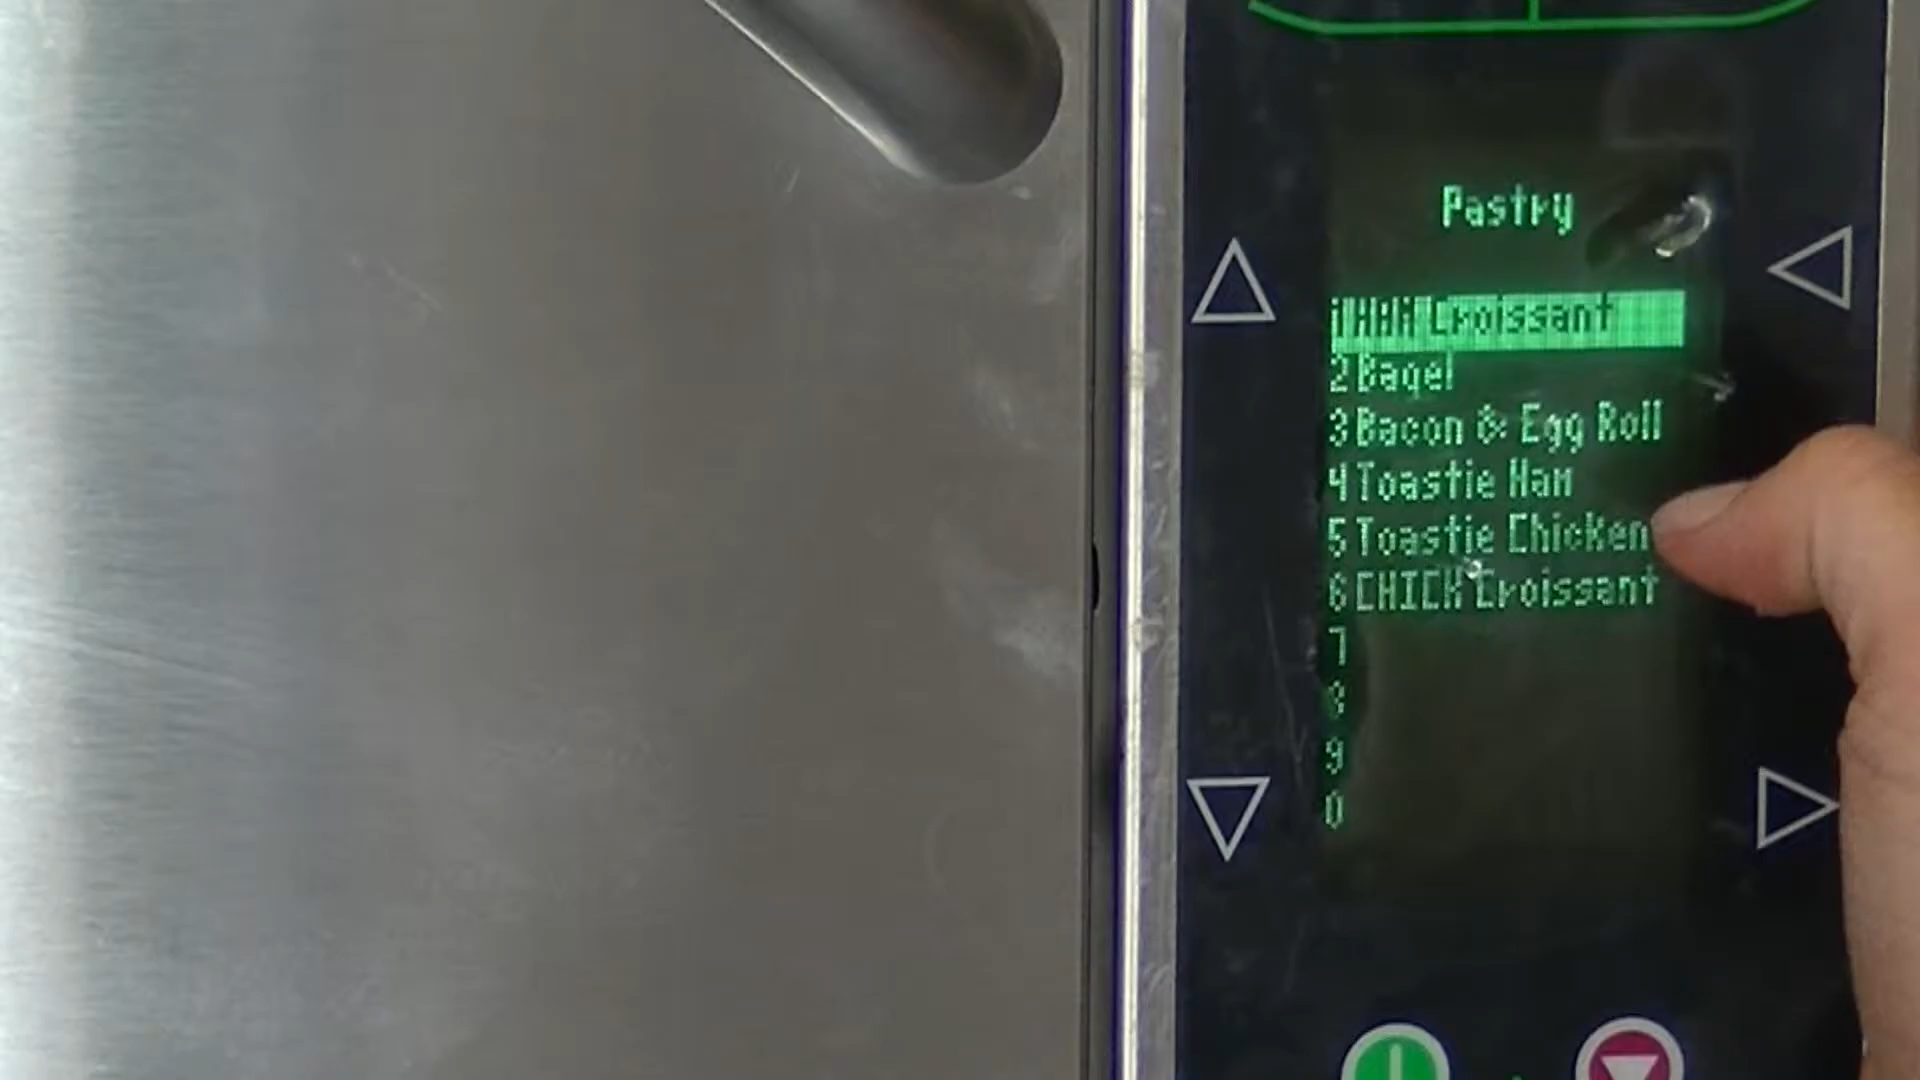 Pastry
1 HAM Croissant
2 Bagel
3 Bacon & Egg Roll
4 Toastie Ham
5 Toastie Chicken
6 CHICK Croissant
7
8
9
0